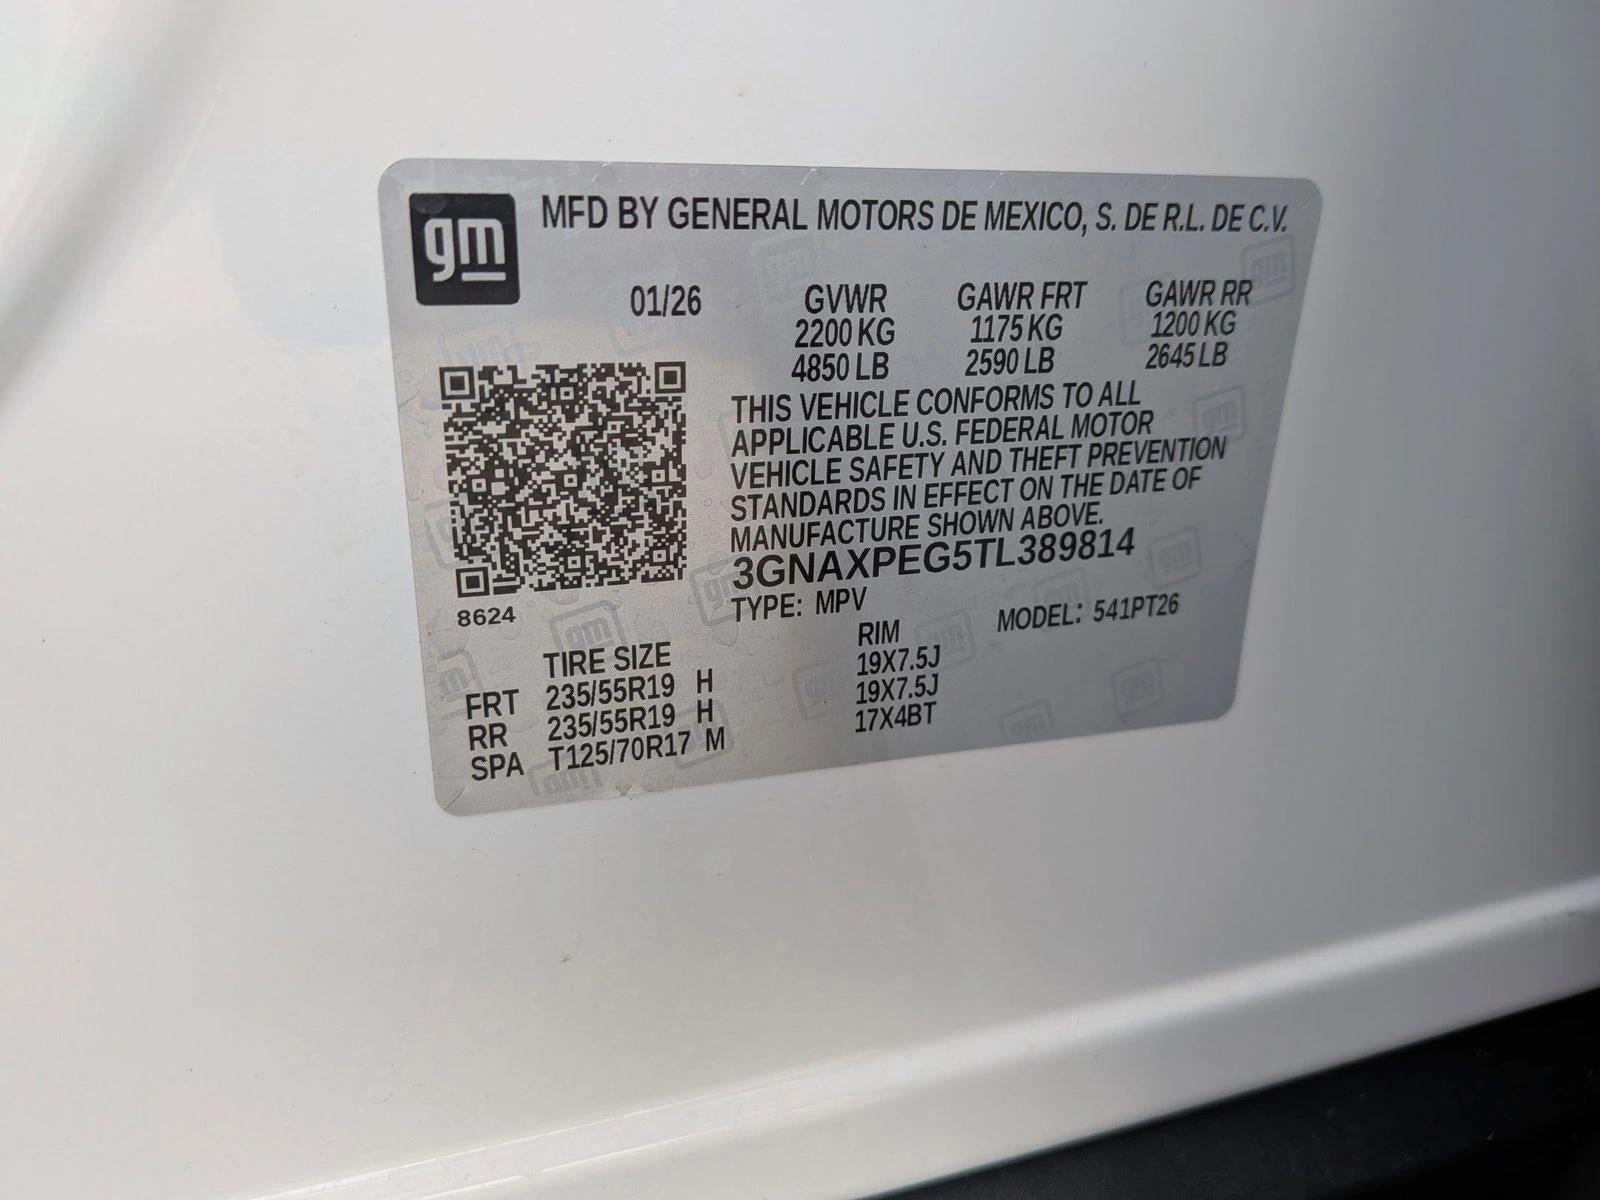 gm
MFD BY GENERAL MOTORS DE MEXICO, S. DE R.L. DE C.V.
01/26 GVWR GAWR FRT GAWR RR
2200 KG 1175 KG 1200 KG
4850 LB 2590 LB 2645 LB
THIS VEHICLE CONFORMS TO ALL
APPLICABLE U.S. FEDERAL MOTOR
VEHICLE SAFETY AND THEFT PREVENTION
STANDARDS IN EFFECT ON THE DATE OF
MANUFACTURE SHOWN ABOVE.
3GNAXPEG5TL389814
8624 TYPE: MPV MODEL: 541PT26
TIRE SIZE RIM
FRT 235/55R19 H 19X7.5J
RR 235/55R19 H 19X7.5J
SPA T125/70R17 M 17X4BT